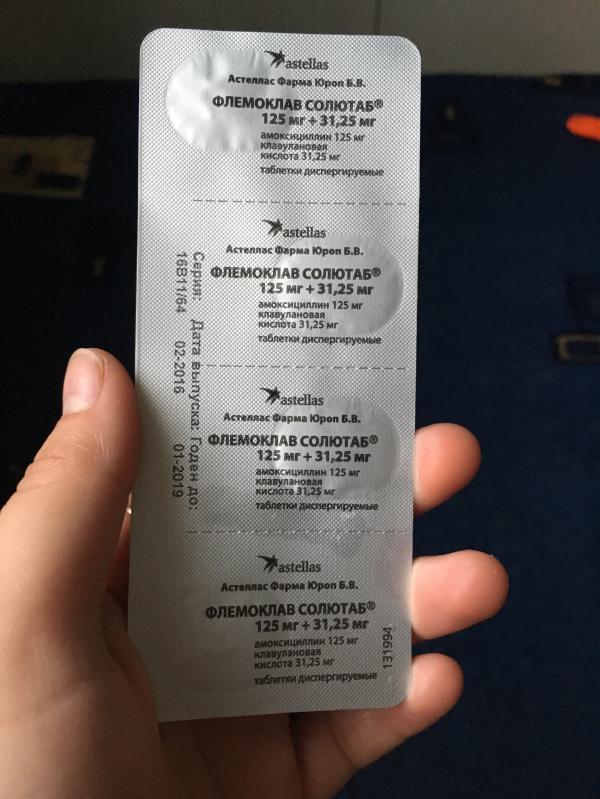 astellas
Астеллас Фарма Юроп Б.В.
ФЛЕМОКЛАВ СОЛЮТАБ®
125 мг + 31,25 мг
амоксициллин 125 мг
клавулановая
кислота 31,25 мг
таблетки диспергируемые
astellas
Астеллас Фарма Юроп Б.В.
ФЛЕМОКЛАВ СОЛЮТАБ®
125 мг + 31,25 мг
амоксициллин 125 мг
клавулановая
кислота 31,25 мг
таблетки диспергируемые
astellas
Астеллас Фарма Юроп Б.В.
ФЛЕМОКЛАВ СОЛЮТАБ®
125 мг + 31,25 мг
амоксициллин 125 мг
клавулановая
кислота 31,25 мг
таблетки диспергируемые
astellas
Астеллас Фарма Юроп Б.В.
ФЛЕМОКЛАВ СОЛЮТАБ®
125 мг + 31,25 мг
амоксициллин 125 мг
клавулановая
кислота 31,25 мг
таблетки диспергируемые
Серия: Дата выпуска: Годен до:
16B11/64 02-2016 01-2019
131994